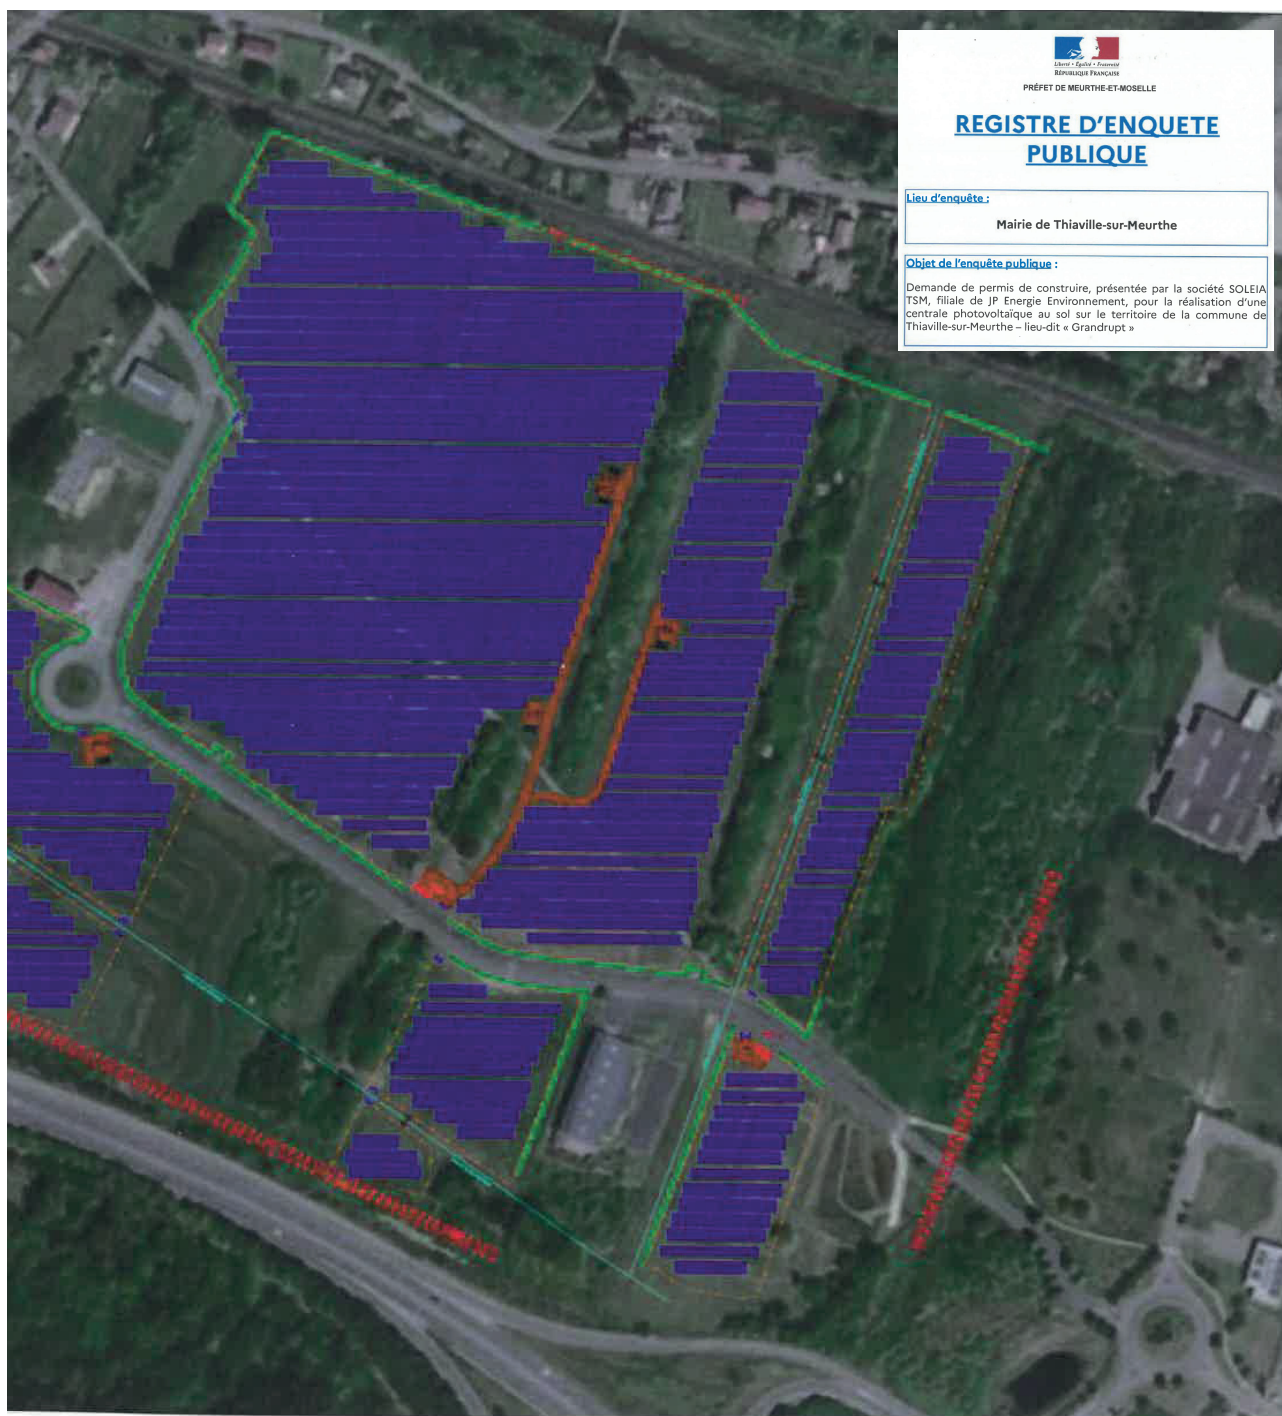 Liberté • Égalité • Fraternité
RÉPUBLIQUE FRANÇAISE
PRÉFET DE MEURTHE-ET-MOSELLE
REGISTRE D'ENQUETE
PUBLIQUE
Lieu d'enquête :
Mairie de Thiaville-sur-Meurthe
Objet de l'enquête publique :
Demande de permis de construire, présentée par la société SOLEIA
TSM, filiale de JP Energie Environnement, pour la réalisation d'une
centrale photovoltaïque au sol sur le territoire de la commune de
Thiaville-sur-Meurthe – lieu-dit « Grandrupt »